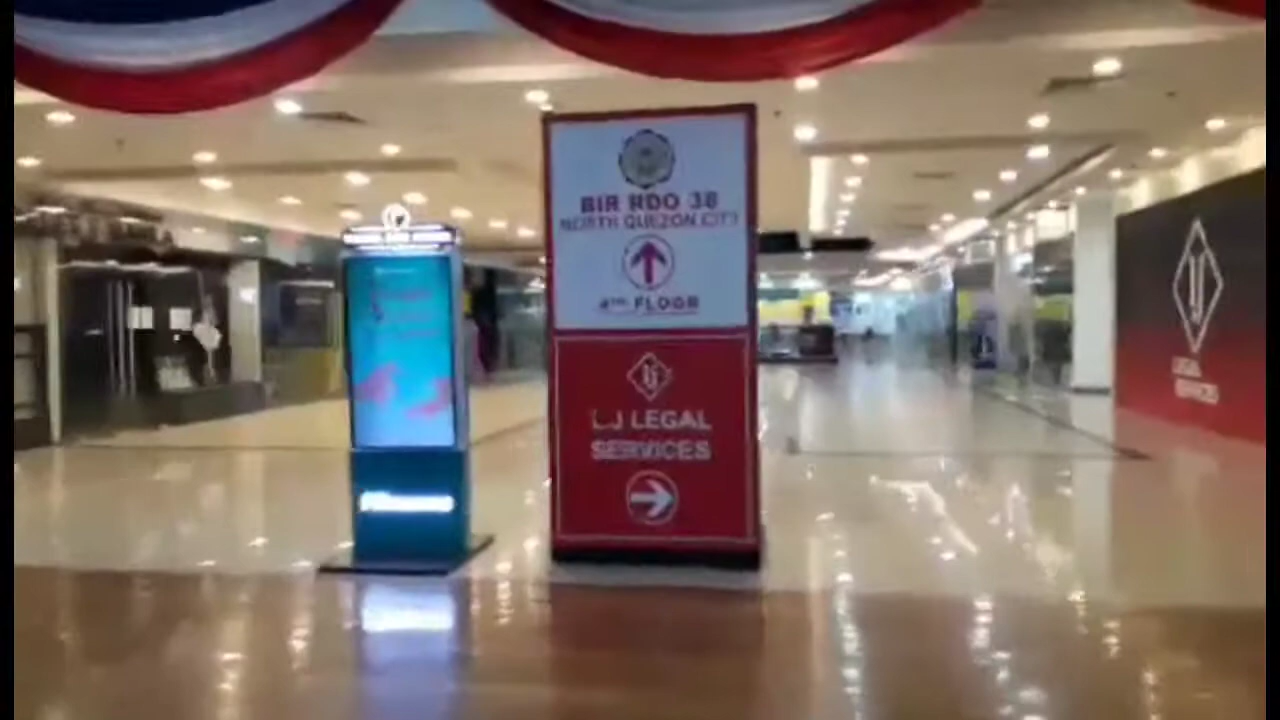 BIR RDO 38
NORTH QUEZON CITY
4TH FLOOR
LJ LEGAL
SERVICES
LEGAL
SERVICES